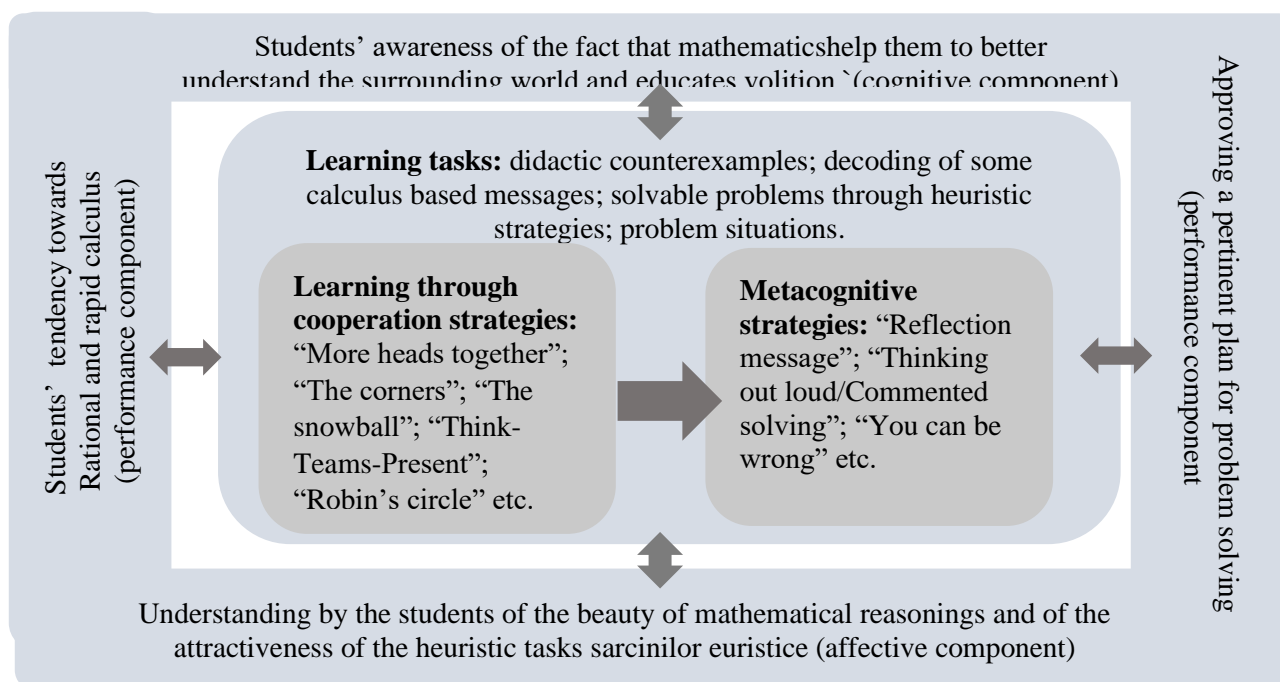 Students’ awareness of the fact that mathematicshelp them to better
understand the surrounding world and educates volition `(cognitive component)
Students’ tendency towards
Rational and rapid calculus
(performance component)
Learning tasks: didactic counterexamples; decoding of some
calculus based messages; solvable problems through heuristic
strategies; problem situations.
Learning through
cooperation strategies:
“More heads together”;
“The corners”; “The
snowball”; “Think-
Teams-Present”;
“Robin’s circle” etc.
Metacognitive
strategies: “Reflection
message”; “Thinking
out loud/Commented
solving”; “You can be
wrong” etc.
Approving a pertinent plan for problem solving
(performance component
Understanding by the students of the beauty of mathematical reasonings and of the
attractiveness of the heuristic tasks sarcinilor euristice (affective component)